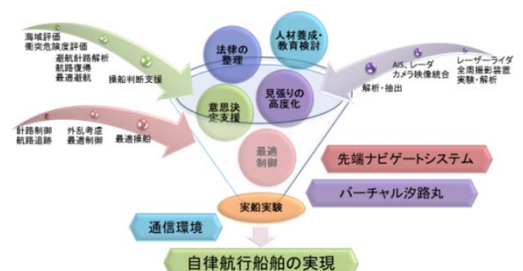 海域評価
衝突危険度評価
避航針路解析
航路復帰
最適避航
操船判断支援
針路制御
航路追跡
外乱考慮
最適制御
最適操船
法律の
整理
人材養成・
教育検討
意思決
定支援
見張りの
高度化
最適
制御
AIS、レーダ
カメラ映像統合
解析・抽出
レーザーライダ
全周撮影装置
実験・解析
先端ナビゲートシステム
バーチャル汐路丸
実船実験
通信環境
自律航行船舶の実現